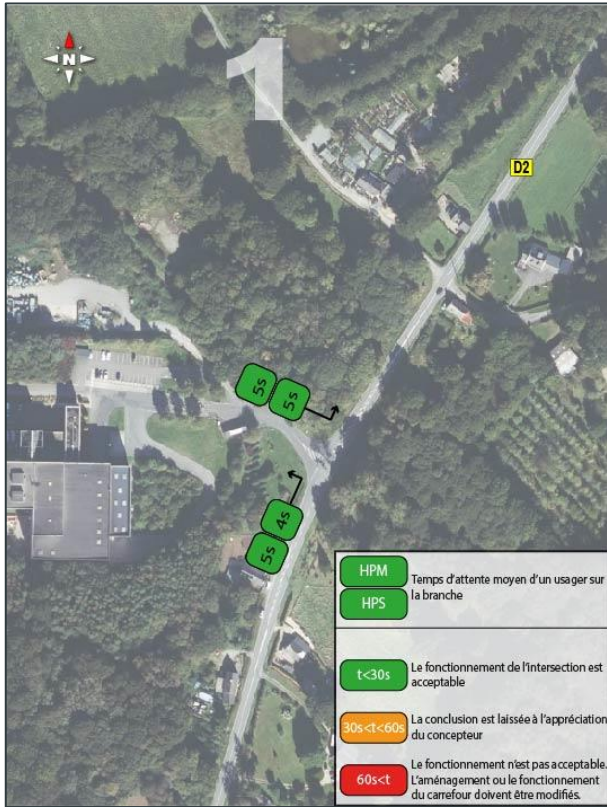 1
N
D2
5s
5s
4s
5s
HPM
HPS
Temps d'attente moyen d'un usager sur
la branche
t<30s
Le fonctionnement de l'intersection est
acceptable
30s<t<60s
La conclusion est laissée à l'appréciation
du concepteur
60s<t
Le fonctionnement n'est pas acceptable.
L'aménagement ou le fonctionnement
du carrefour doivent être modifiés.